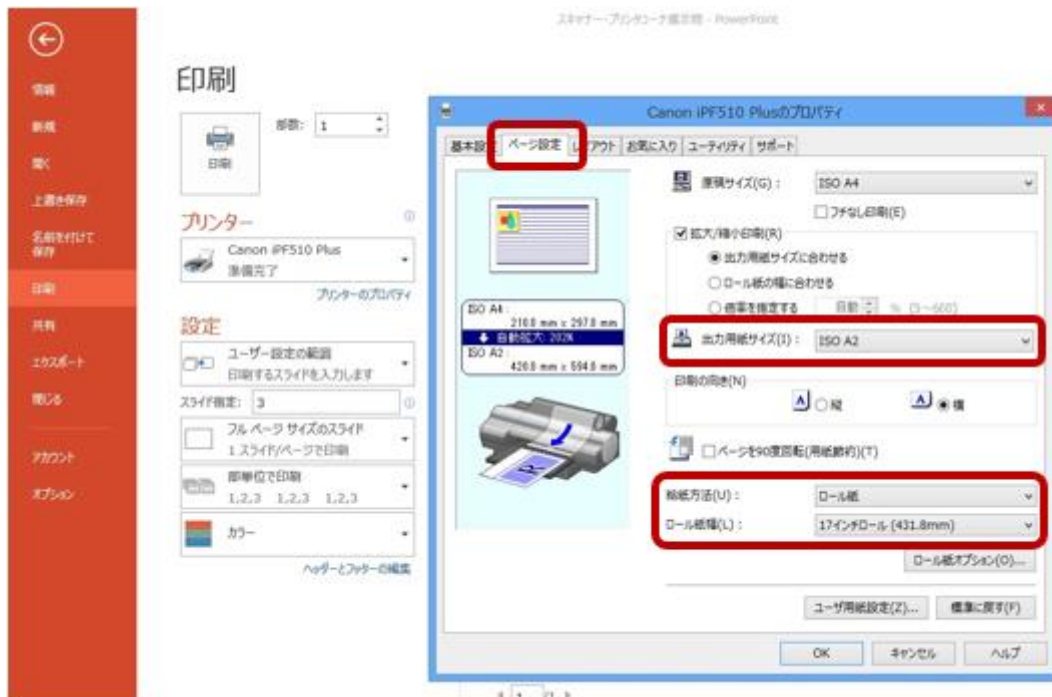 スキャナー-プリンタコーナ展示物 - PowerPoint
情報
新規
開く
上書き保存
名前を付けて
保存
印刷
共有
エクスポート
閉じる
アカウント
オプション
印刷
印刷
部数: 1
プリンター
Canon iPF510 Plus
準備完了
プリンターのプロパティ
設定
ユーザー設定の範囲
印刷するスライドを入力します
スライド指定: 3
フル ページ サイズのスライド
1 スライド/ページで印刷
部単位で印刷
1,2,3 1,2,3 1,2,3
カラー
ヘッダーとフッターの編集
Canon iPF510 Plusのプロパティ
基本設定 ページ設定 レイアウト お気に入り ユーティリティ サポート
原稿サイズ(G) : ISO A4
フチなし印刷(E)
拡大/縮小印刷(R)
出力用紙サイズに合わせる
ロール紙の幅に合わせる
倍率を指定する 自動 % (5~600)
ISO A4 :
210.0 mm x 297.0 mm
自動拡大: 202%
ISO A2 :
420.0 mm x 594.0 mm
出力用紙サイズ(I) : ISO A2
印刷の向き(N)
A 縦 A 横
ページを90度回転(用紙節約)(T)
給紙方法(U) : ロール紙
ロール紙幅(L) : 17インチロール (431.8mm)
ロール紙オプション(O)...
ユーザ用紙設定(Z)... 標準に戻す(F)
OK キャンセル ヘルプ